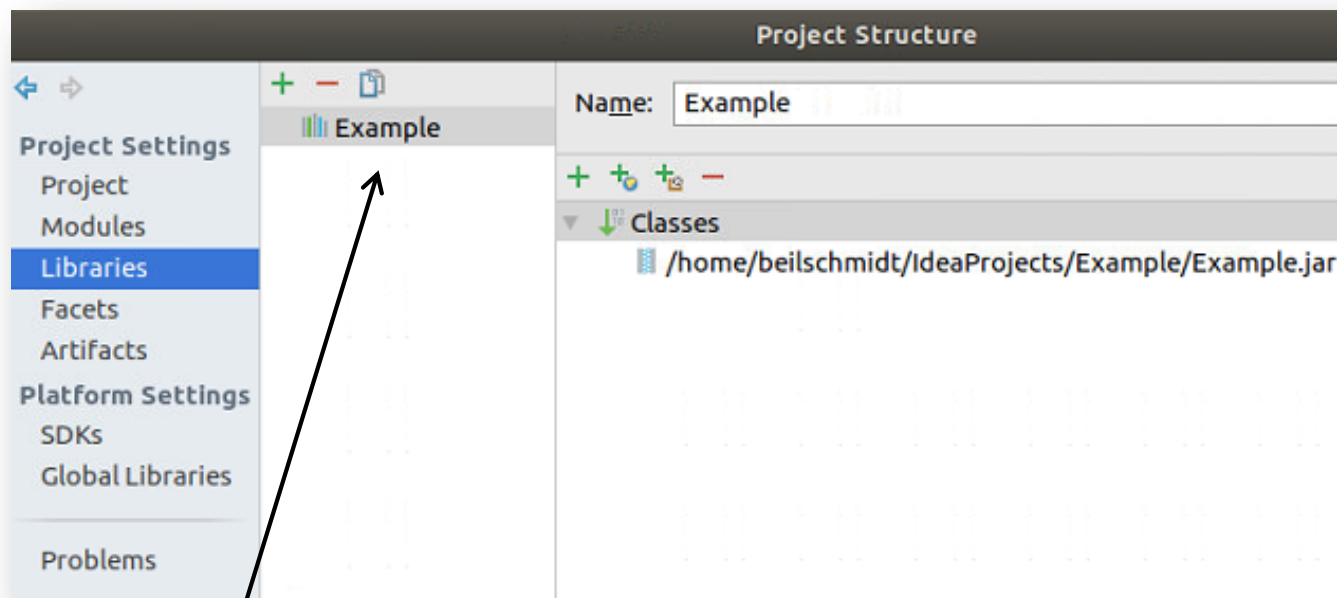 Project Structure
Project Settings
Project
Modules
Libraries
Facets
Artifacts
Platform Settings
SDKs
Global Libraries
Problems
Example
Name: Example
Classes
/home/beilschmidt/IdeaProjects/Example/Example.jar